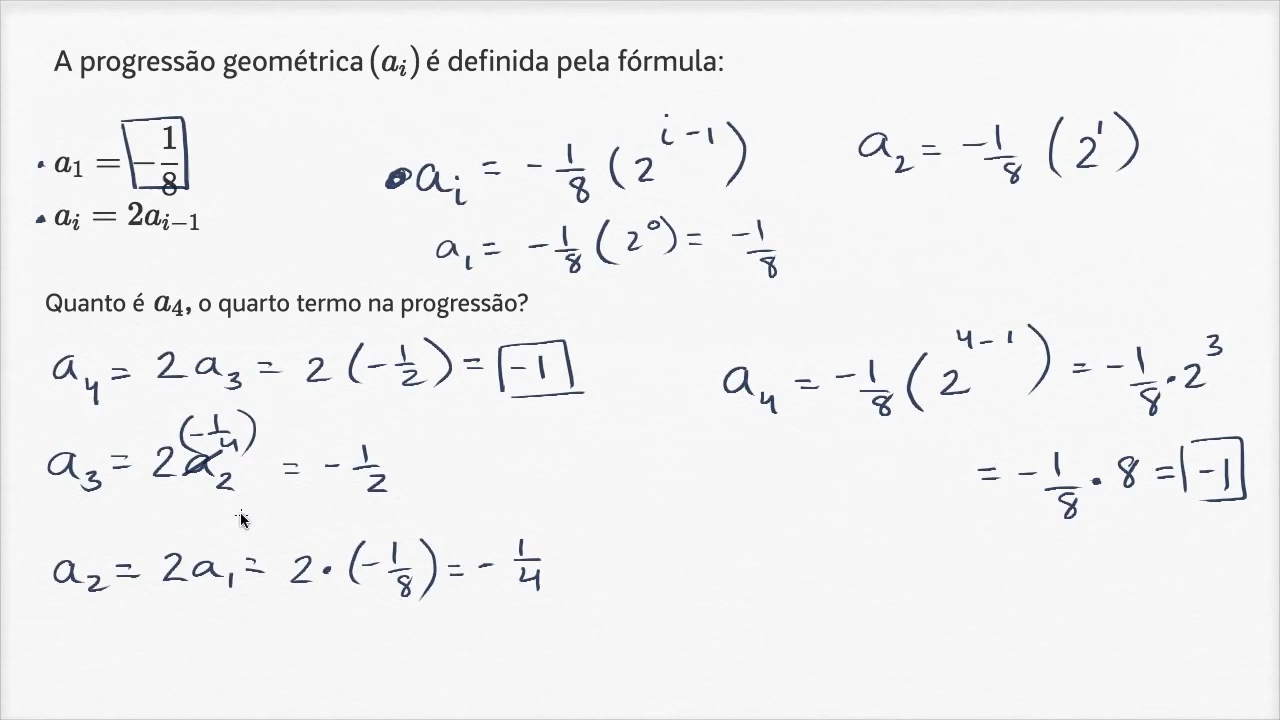 A progressão geométrica (aᵢ) é definida pela fórmula:
• a₁ = −1/8
• aᵢ = 2aᵢ₋₁
• aᵢ = -1/8 (2^(i-1))
a₁ = -1/8 (2⁰) = -1/8
a₂ = -1/8 (2¹)
Quanto é a₄, o quarto termo na progressão?
a₄ = 2a₃ = 2(-1/2) = -1
a₃ = 2a₂ (-1/4) = -1/2
a₂ = 2a₁ = 2·(-1/8) = -1/4
a₄ = -1/8 (2^(4-1)) = -1/8 · 2³
= -1/8 · 8 = -1